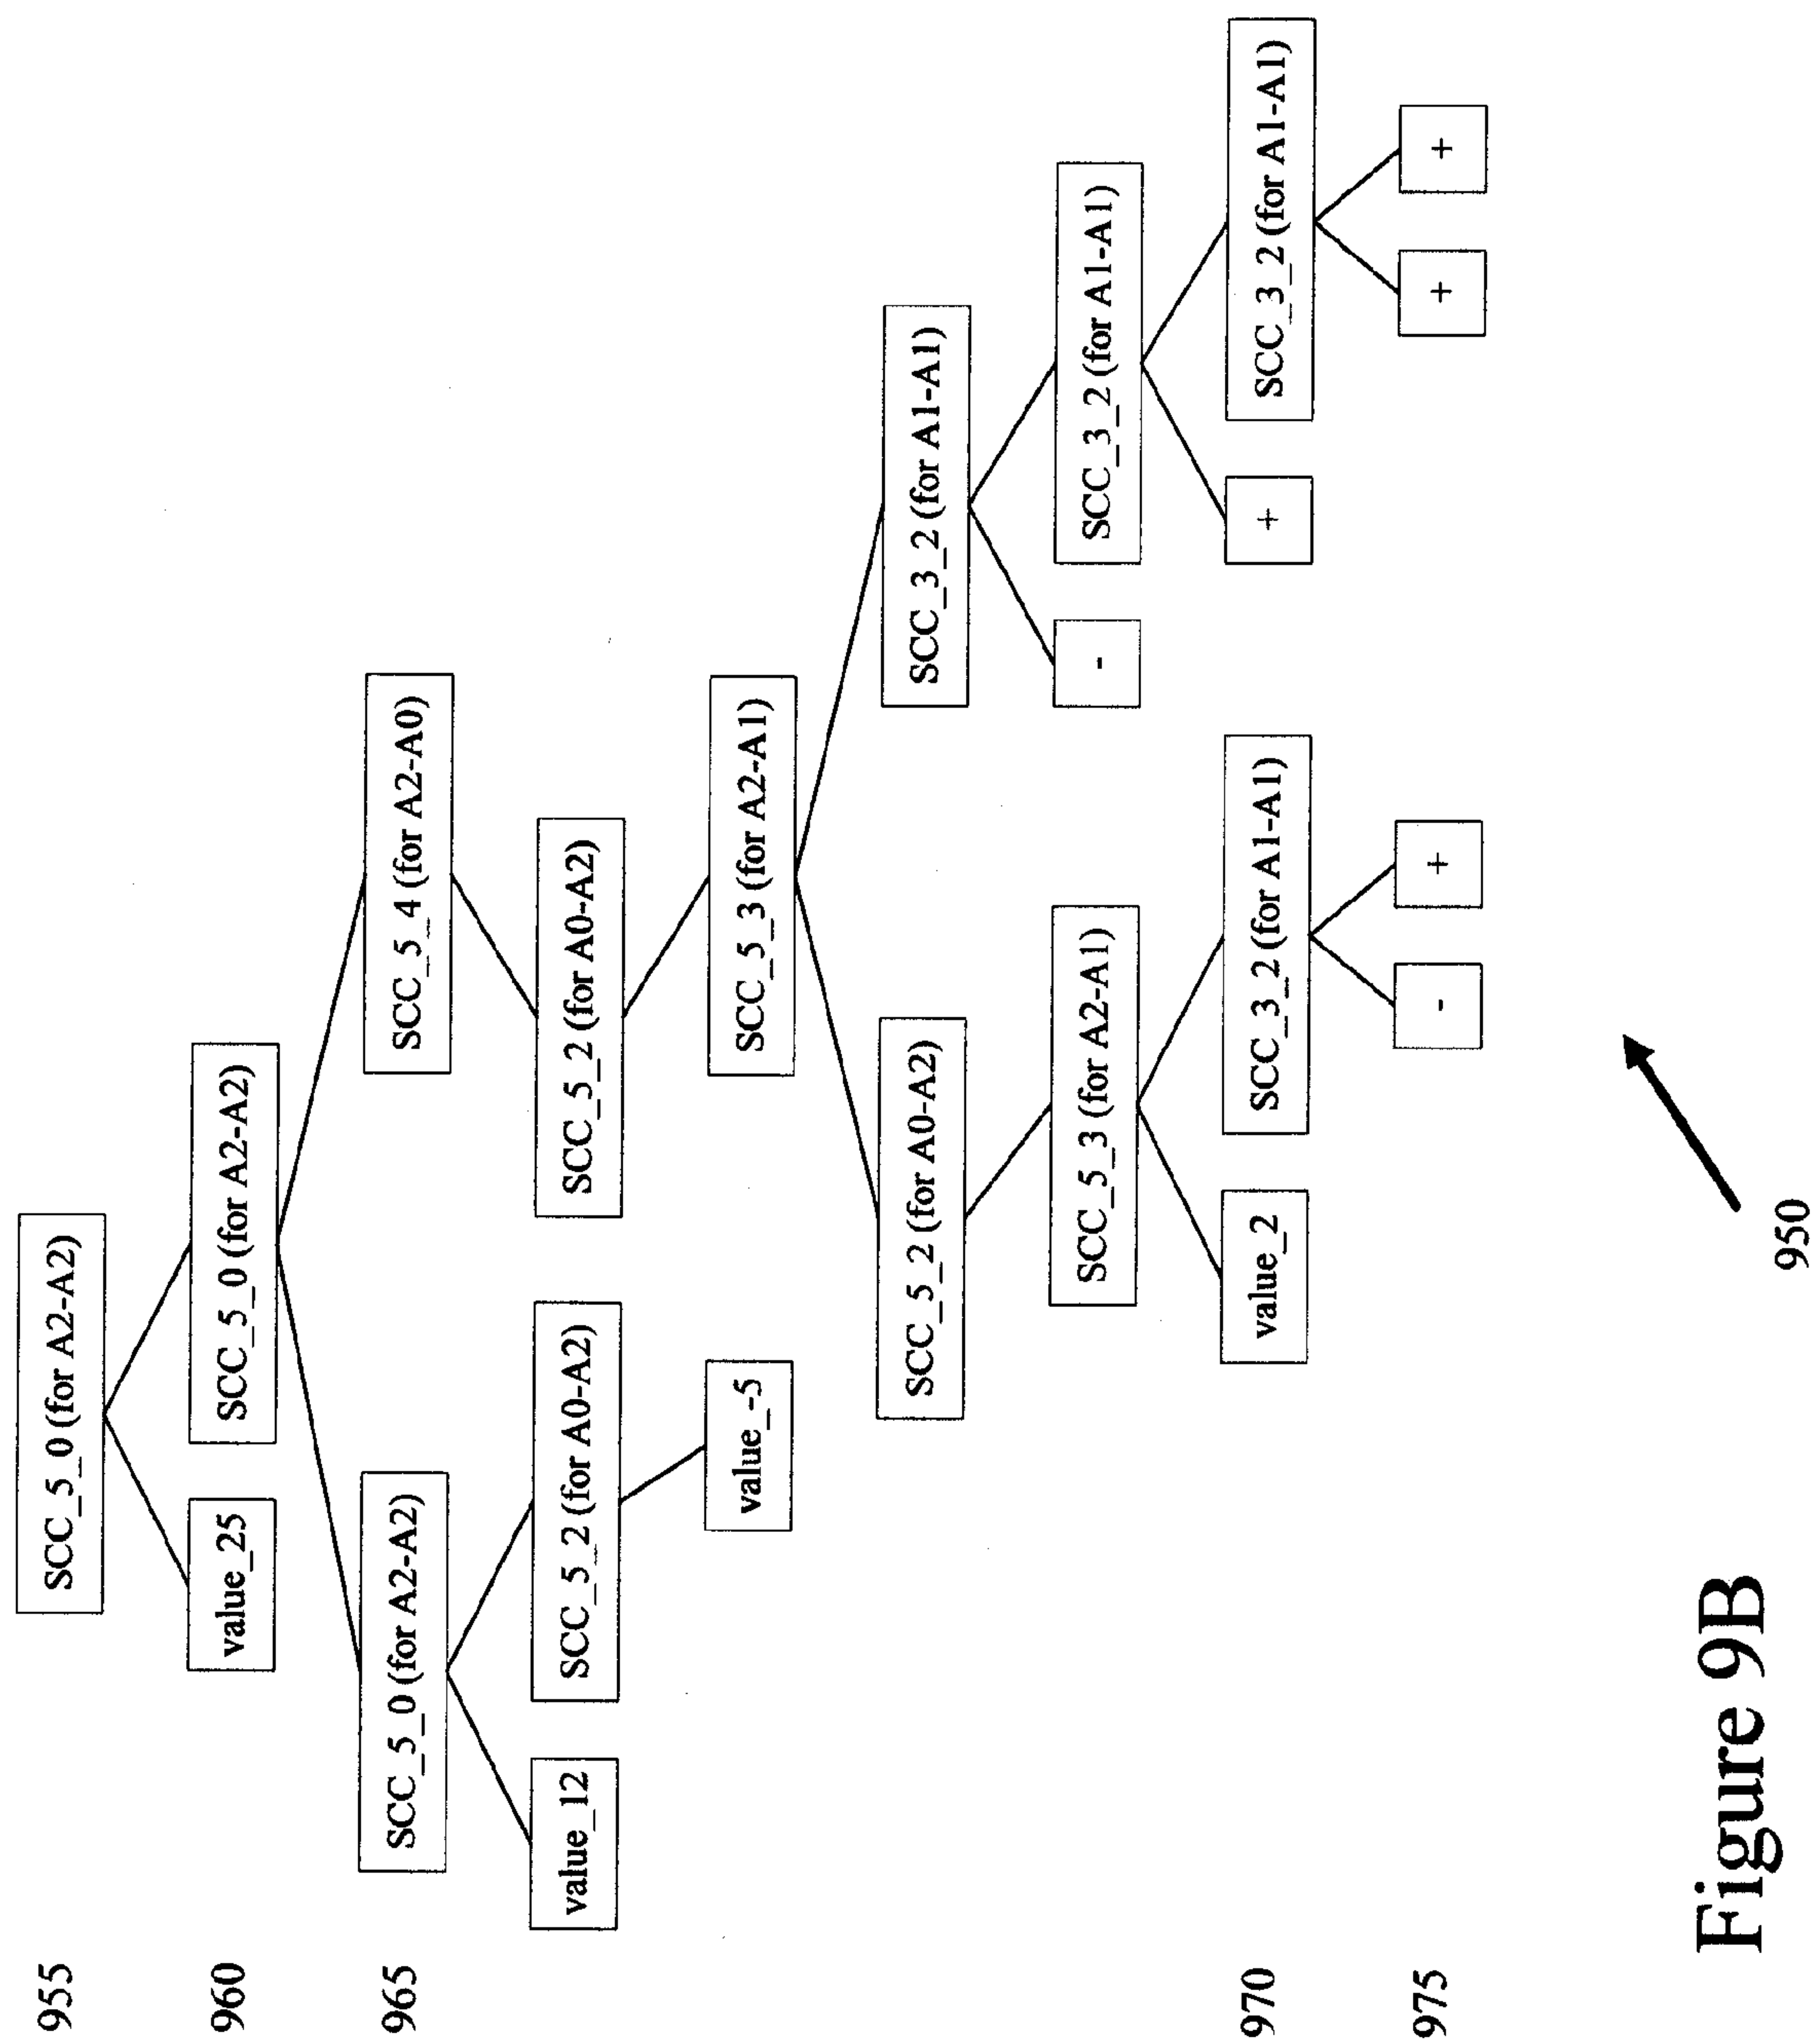 955
SCC_5_0 (for A2-A2)
960
value_25
SCC_5_0 (for A2-A2)
965
SCC_5_0 (for A2-A2)
SCC_5_4 (for A2-A0)
value_12
SCC_5_2 (for A0-A2)
SCC_5_2 (for A0-A2)
value_-5
SCC_5_3 (for A2-A1)
SCC_5_2 (for A0-A2)
SCC_3_2 (for A1-A1)
SCC_5_3 (for A2-A1)
-
SCC_3_2 (for A1-A1)
970
value_2
SCC_3_2 (for A1-A1)
+
SCC_3_2 (for A1-A1)
975
-
+
+
+
950
Figure 9B